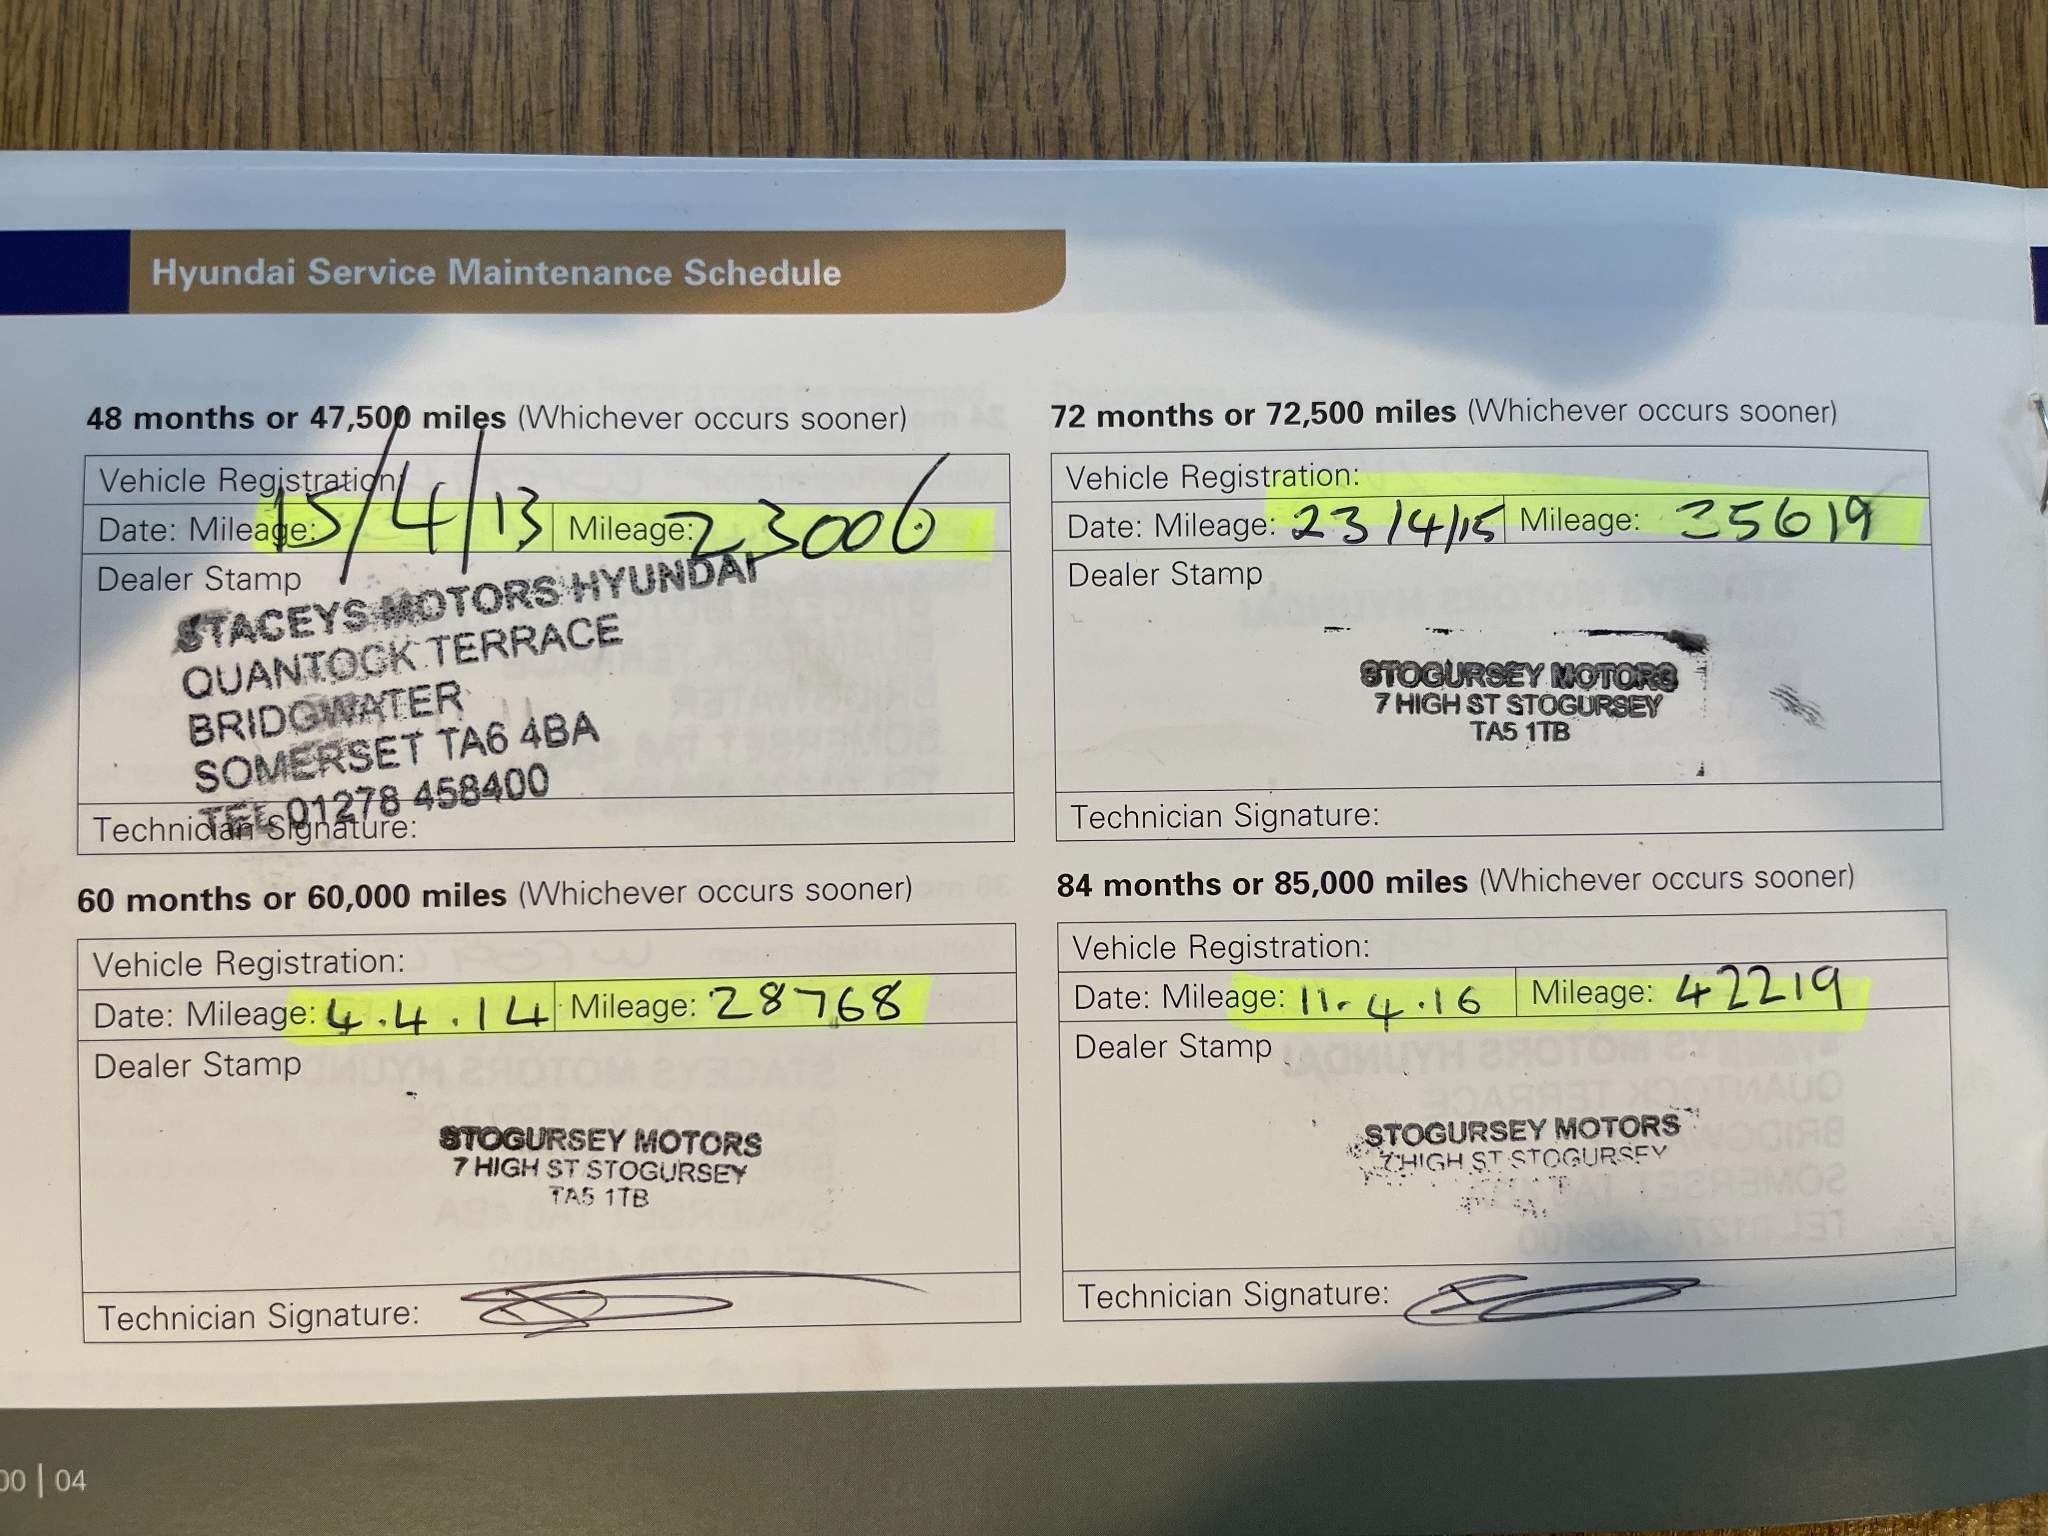 Hyundai Service Maintenance Schedule
48 months or 47,500 miles (Whichever occurs sooner)
Vehicle Registration:
Date: Mileage: 15/4/13 Mileage: 23006
Dealer Stamp
STACEYS MOTORS HYUNDAI
QUANTOCK TERRACE
BRIDGWATER
SOMERSET TA6 4BA
TEL 01278 458400
Technician Signature:
60 months or 60,000 miles (Whichever occurs sooner)
Vehicle Registration:
Date: Mileage: 4.4.14 Mileage: 28768
Dealer Stamp
STOGURSEY MOTORS
7 HIGH ST STOGURSEY
TA5 1TB
Technician Signature:
72 months or 72,500 miles (Whichever occurs sooner)
Vehicle Registration:
Date: Mileage: 23/4/15 Mileage: 35619
Dealer Stamp
STOGURSEY MOTORS
7 HIGH ST STOGURSEY
TA5 1TB
Technician Signature:
84 months or 85,000 miles (Whichever occurs sooner)
Vehicle Registration:
Date: Mileage: 11.4.16 Mileage: 42219
Dealer Stamp
STOGURSEY MOTORS
7 HIGH ST STOGURSEY
Technician Signature:
00 | 04